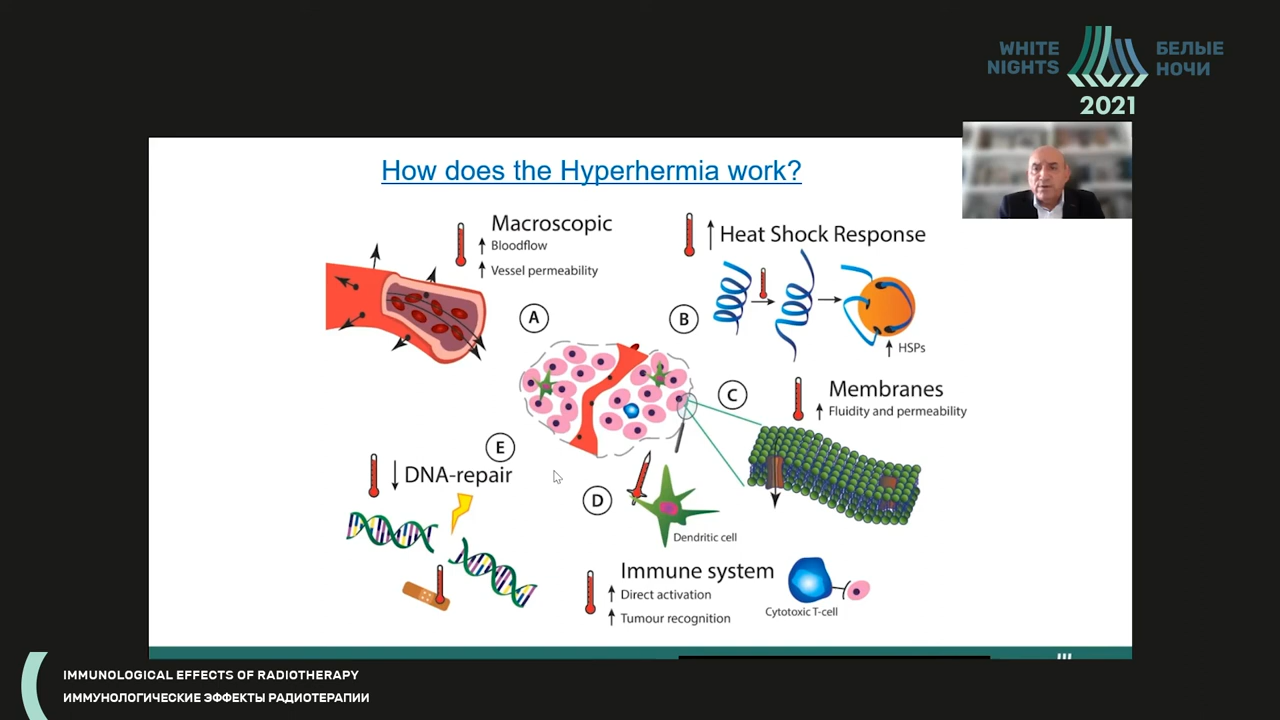 WHITE
NIGHTS
БЕЛЫЕ
НОЧИ
2021
How does the Hyperhermia work?
Macroscopic
Bloodflow
Vessel permeability
Heat Shock Response
HSPs
A
B
C
Membranes
Fluidity and permeability
E
DNA-repair
D
Dendritic cell
Immune system
Direct activation
Tumour recognition
Cytotoxic T-cell
IMMUNOLOGICAL EFFECTS OF RADIOTHERAPY
ИММУНОЛОГИЧЕСКИЕ ЭФФЕКТЫ РАДИОТЕРАПИИ